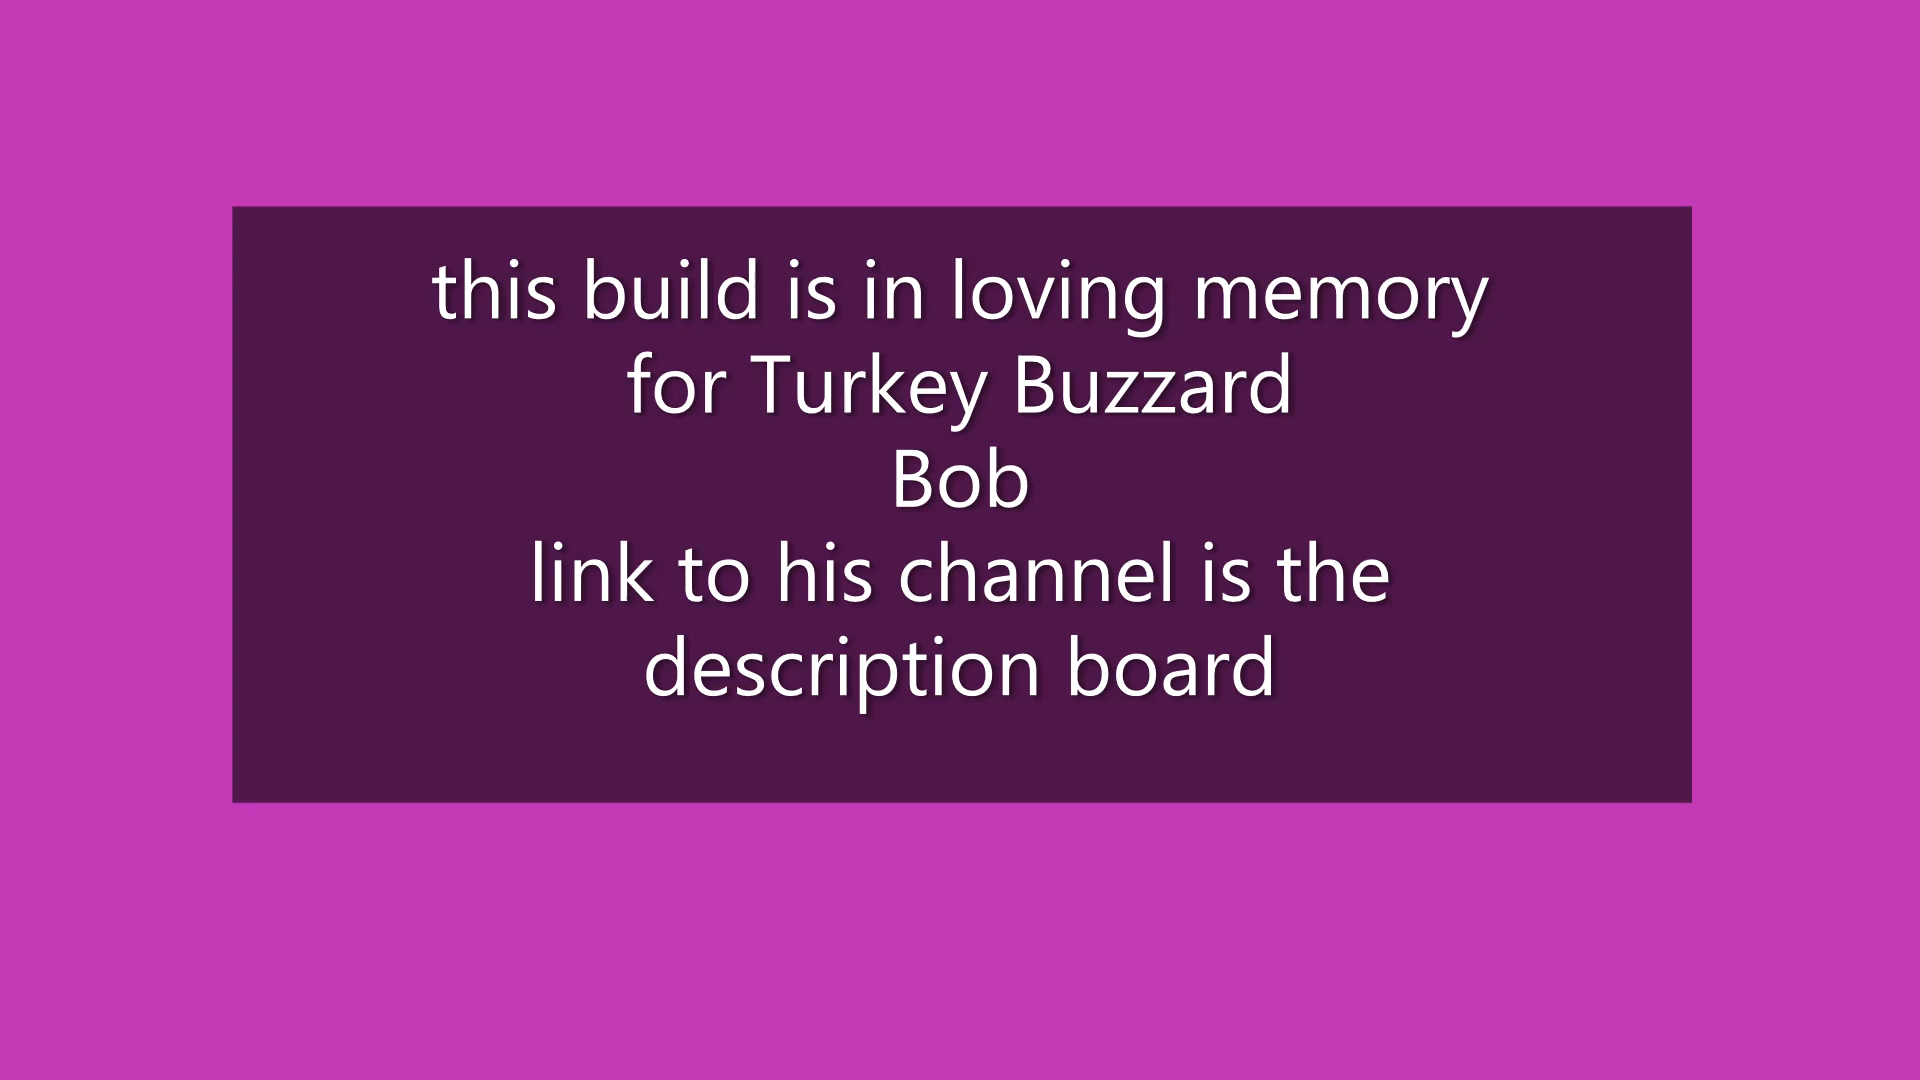 this build is in loving memory
for Turkey Buzzard
Bob
link to his channel is the
description board